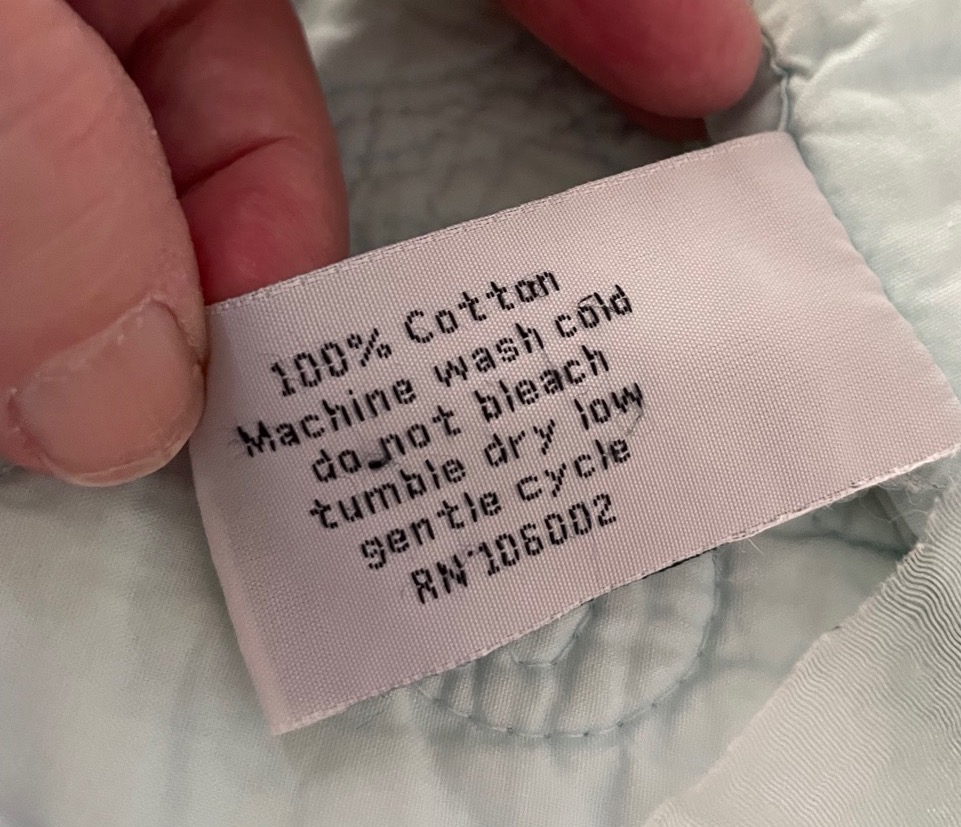 100% Cotton
Machine wash cold
do not bleach
tumble dry low
gentle cycle
RN 106002